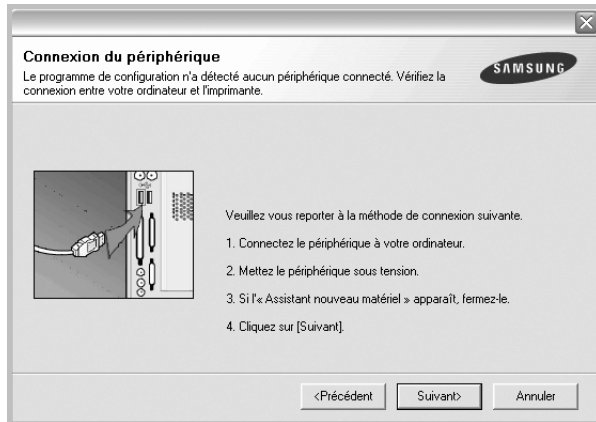 Connexion du périphérique
Le programme de configuration n'a détecté aucun périphérique connecté. Vérifiez la
connexion entre votre ordinateur et l'imprimante.
SAMSUNG
Veuillez vous reporter à la méthode de connexion suivante.
1. Connectez le périphérique à votre ordinateur.
2. Mettez le périphérique sous tension.
3. Si l'« Assistant nouveau matériel » apparaît, fermez-le.
4. Cliquez sur [Suivant].
<Précédent
Suivant>
Annuler